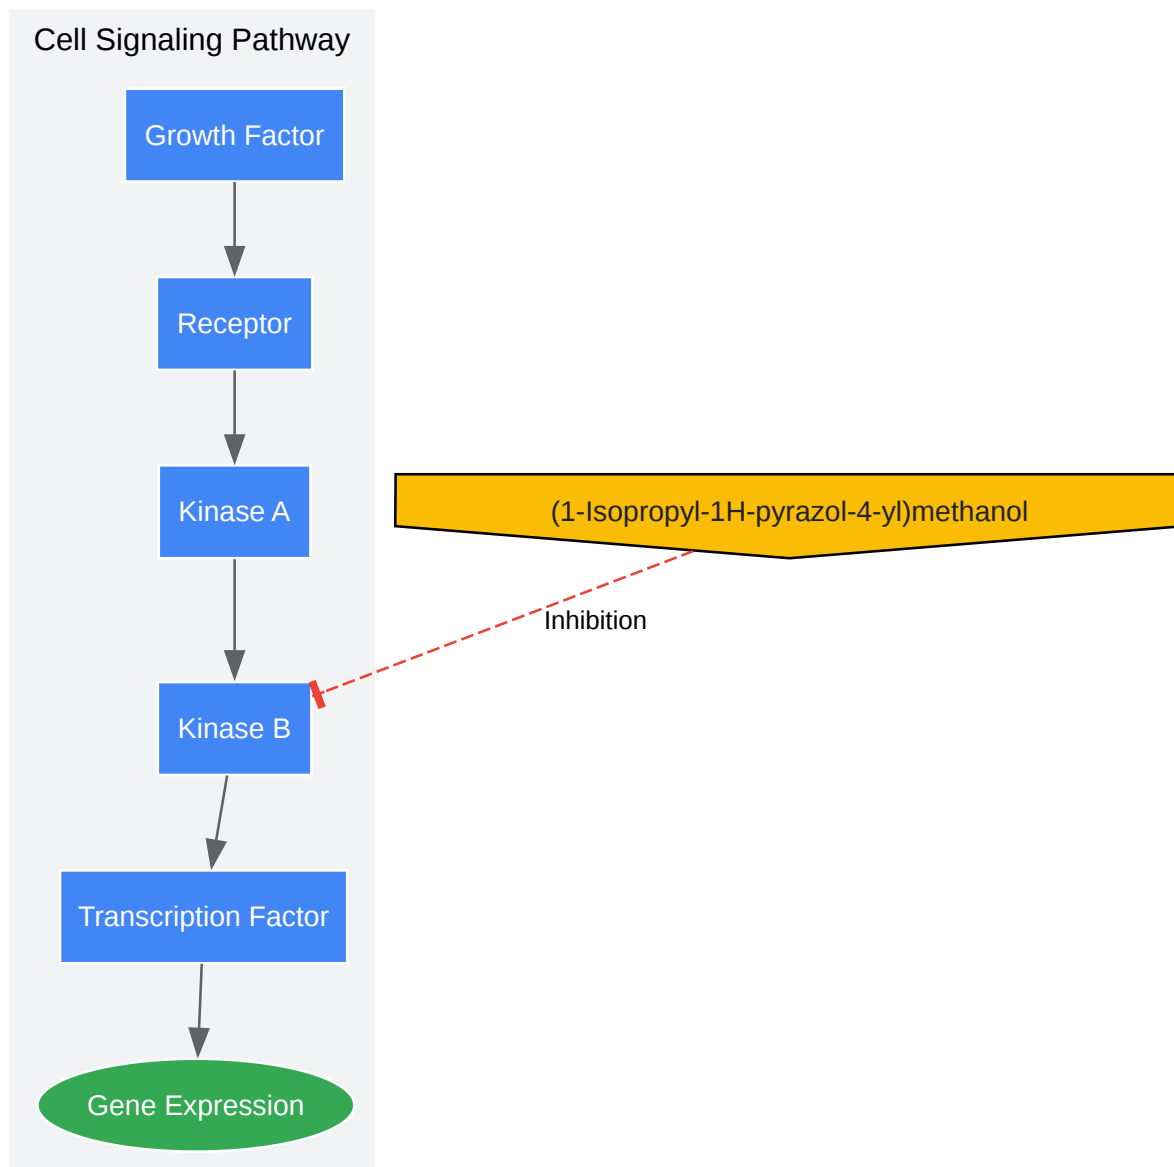 Cell Signaling Pathway
Growth Factor
Receptor
Kinase A
(1-Isopropyl-1H-pyrazol-4-yl)methanol
Inhibition
Kinase B
Transcription Factor
Gene Expression